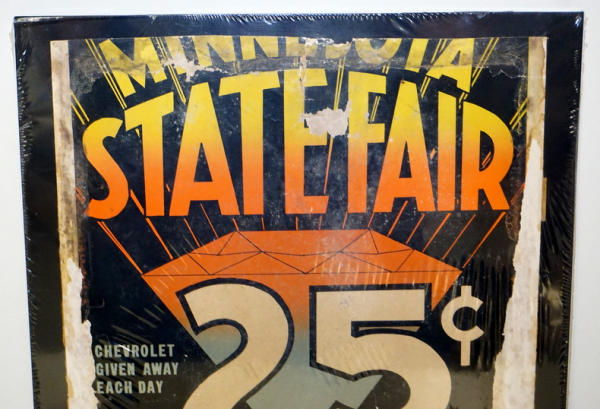 MINNESOTA
STATE FAIR
25¢
CHEVROLET
GIVEN AWAY
EACH DAY